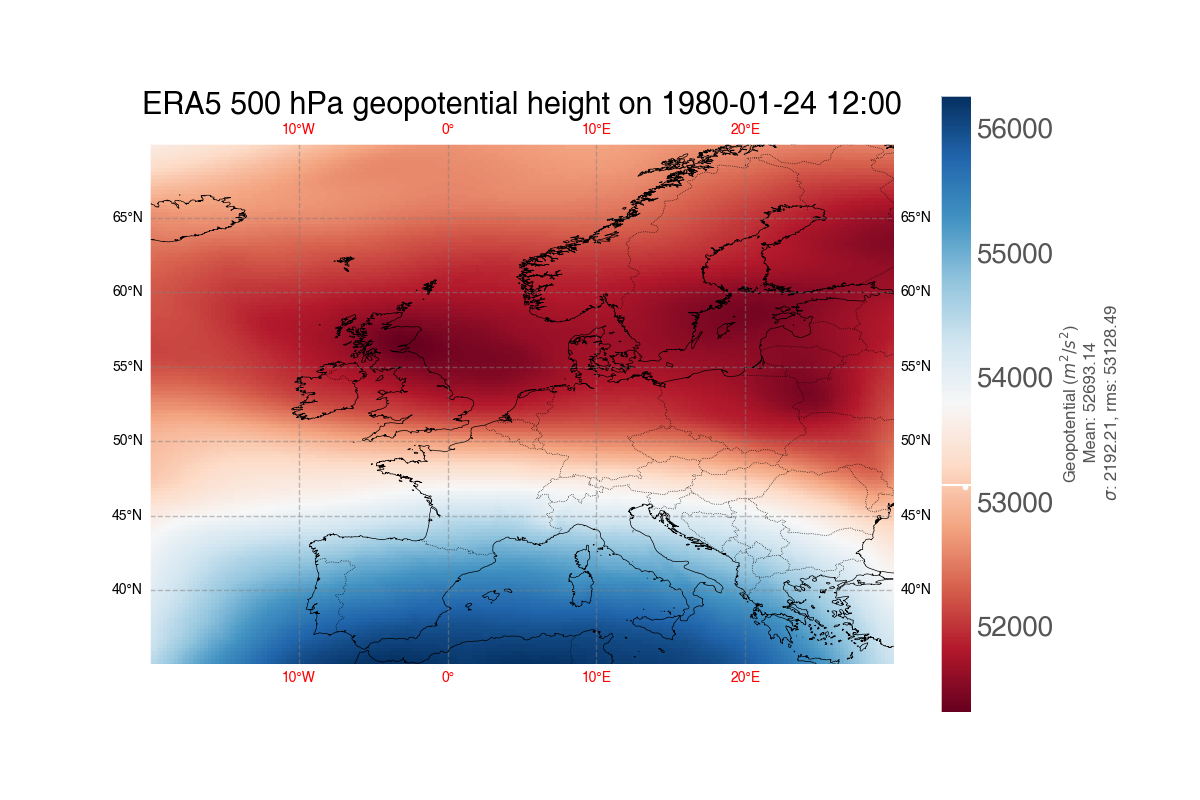 ERA5 500 hPa geopotential height on 1980-01-24 12:00
10°W 0° 10°E 20°E
65°N 65°N
60°N 60°N
55°N 55°N
50°N 50°N
45°N 45°N
40°N 40°N
10°W 0° 10°E 20°E
56000
55000
54000
53000
52000
Geopotential (m²/s²)
Mean: 52693.14
σ: 2192.21, rms: 53128.49